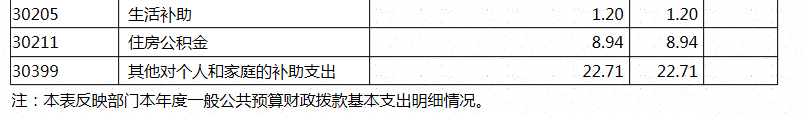 30205 生活补助 1.20 1.20
30211 住房公积金 8.94 8.94
30399 其他对个人和家庭的补助支出 22.71 22.71
注：本表反映部门本年度一般公共预算财政拨款基本支出明细情况。